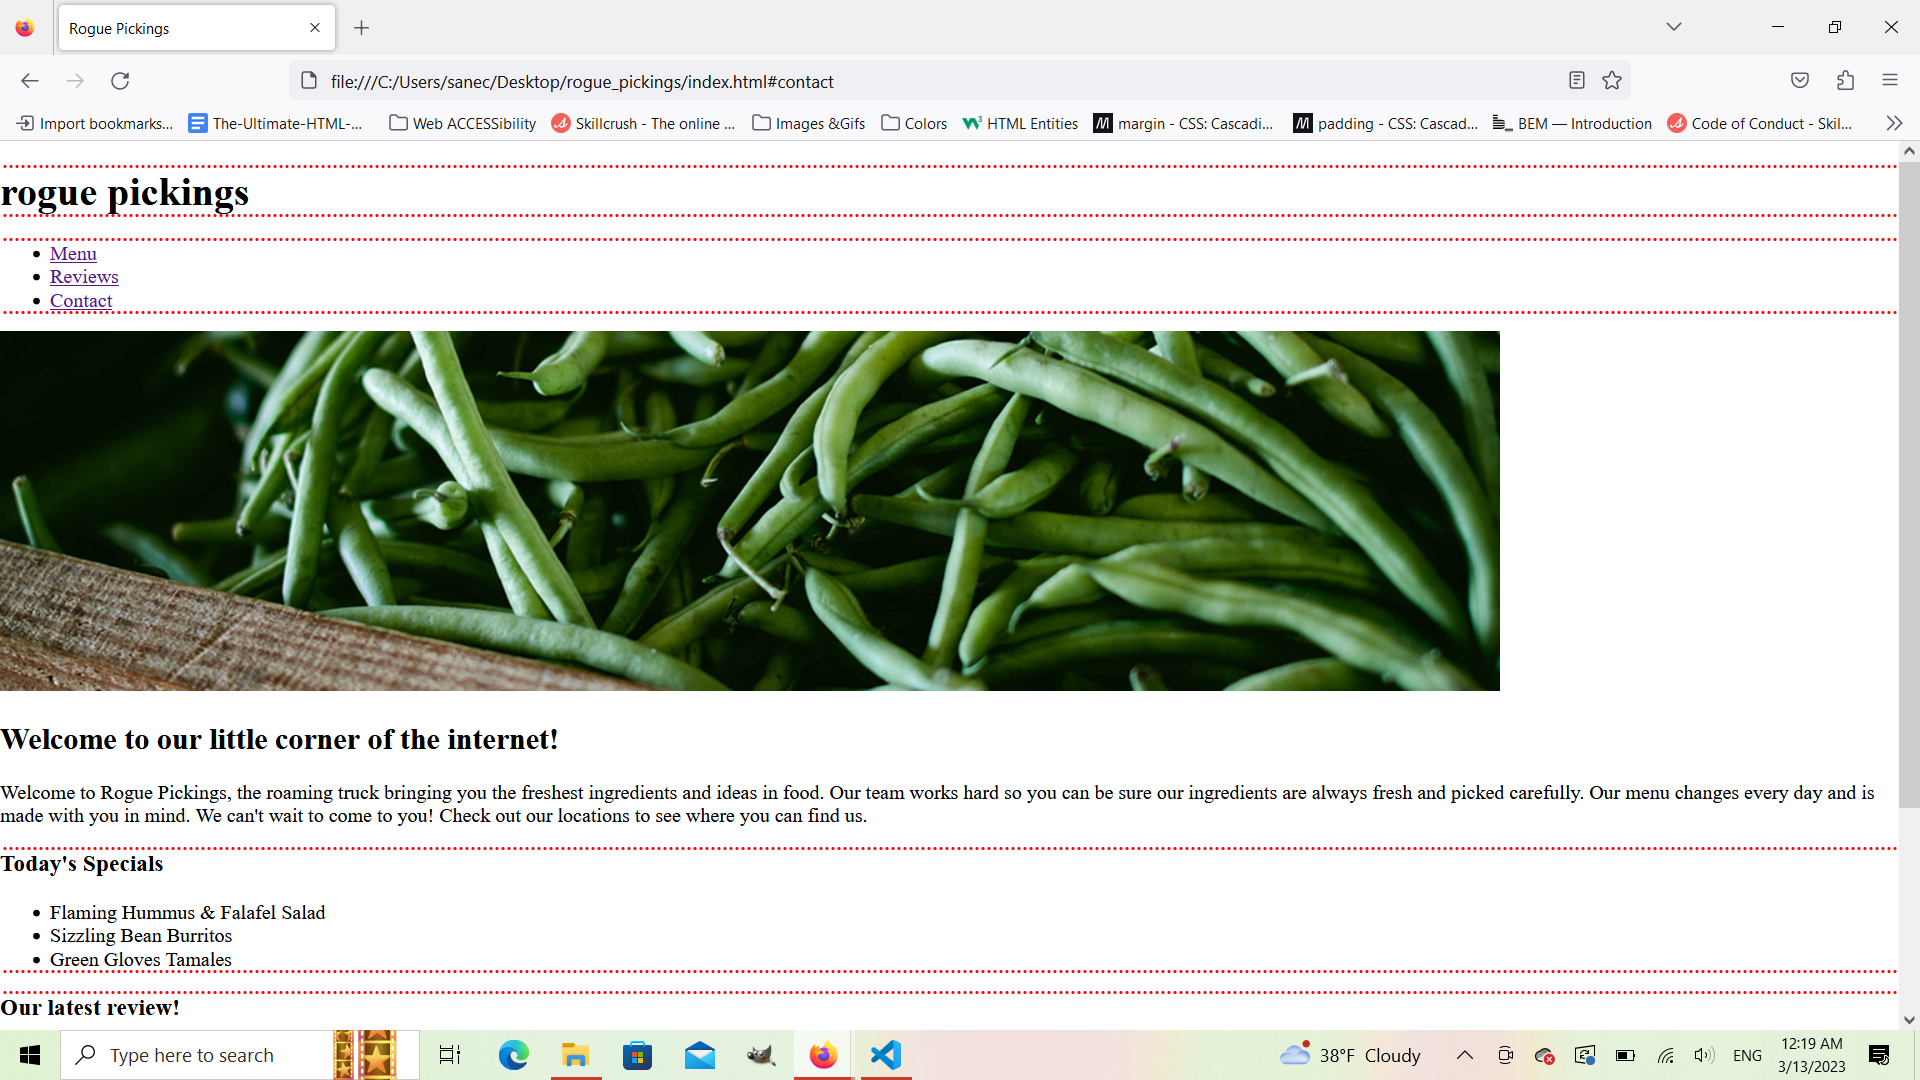 Rogue Pickings
file:///C:/Users/sanec/Desktop/rogue_pickings/index.html#contact
Import bookmarks... The-Ultimate-HTML-... Web ACCESSibility Skillcrush - The online ... Images &Gifs Colors HTML Entities margin - CSS: Cascadi... padding - CSS: Cascad... BEM — Introduction Code of Conduct - Skil...
rogue pickings
Menu
Reviews
Contact
Welcome to our little corner of the internet!
Welcome to Rogue Pickings, the roaming truck bringing you the freshest ingredients and ideas in food. Our team works hard so you can be sure our ingredients are always fresh and picked carefully. Our menu changes every day and is
made with you in mind. We can't wait to come to you! Check out our locations to see where you can find us.
Today's Specials
Flaming Hummus & Falafel Salad
Sizzling Bean Burritos
Green Gloves Tamales
Our latest review!
Type here to search
38°F Cloudy
ENG
12:19 AM
3/13/2023